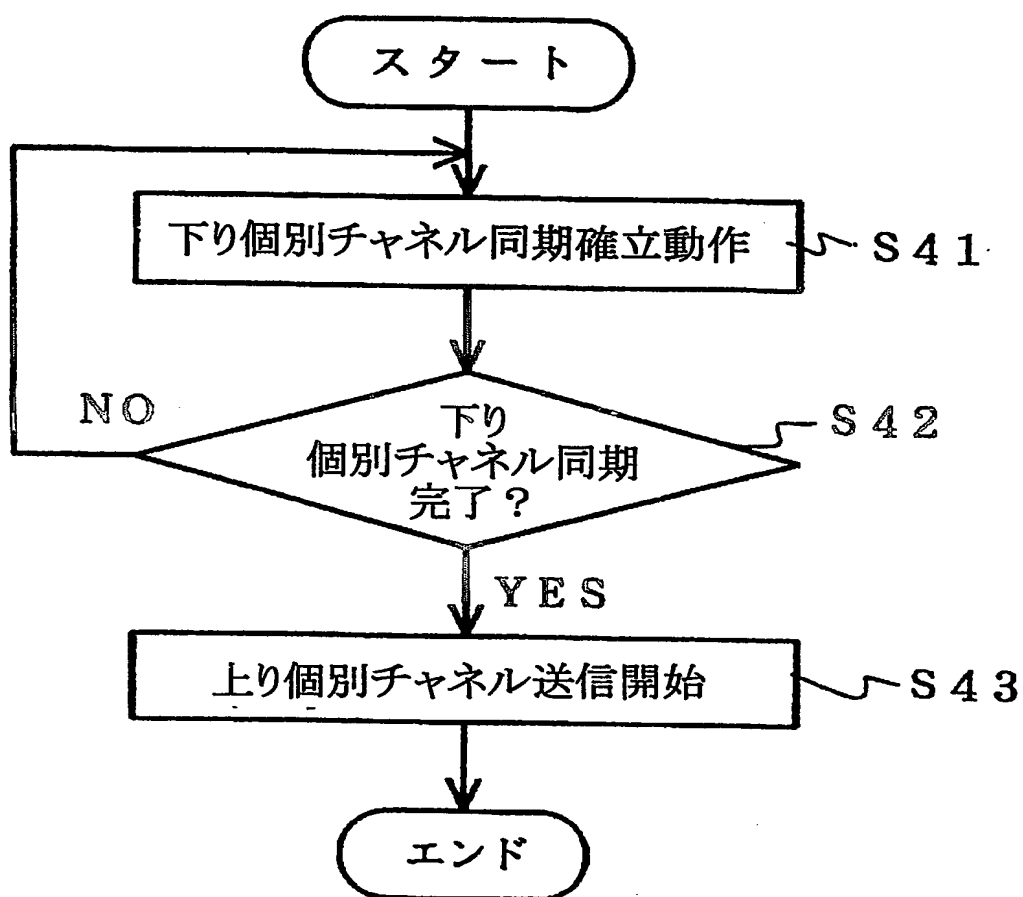 スタート
下り個別チャネル同期確立動作
S41
NO
下り
個別チャネル同期
完了?
S42
YES
上り個別チャネル送信開始
S43
エンド